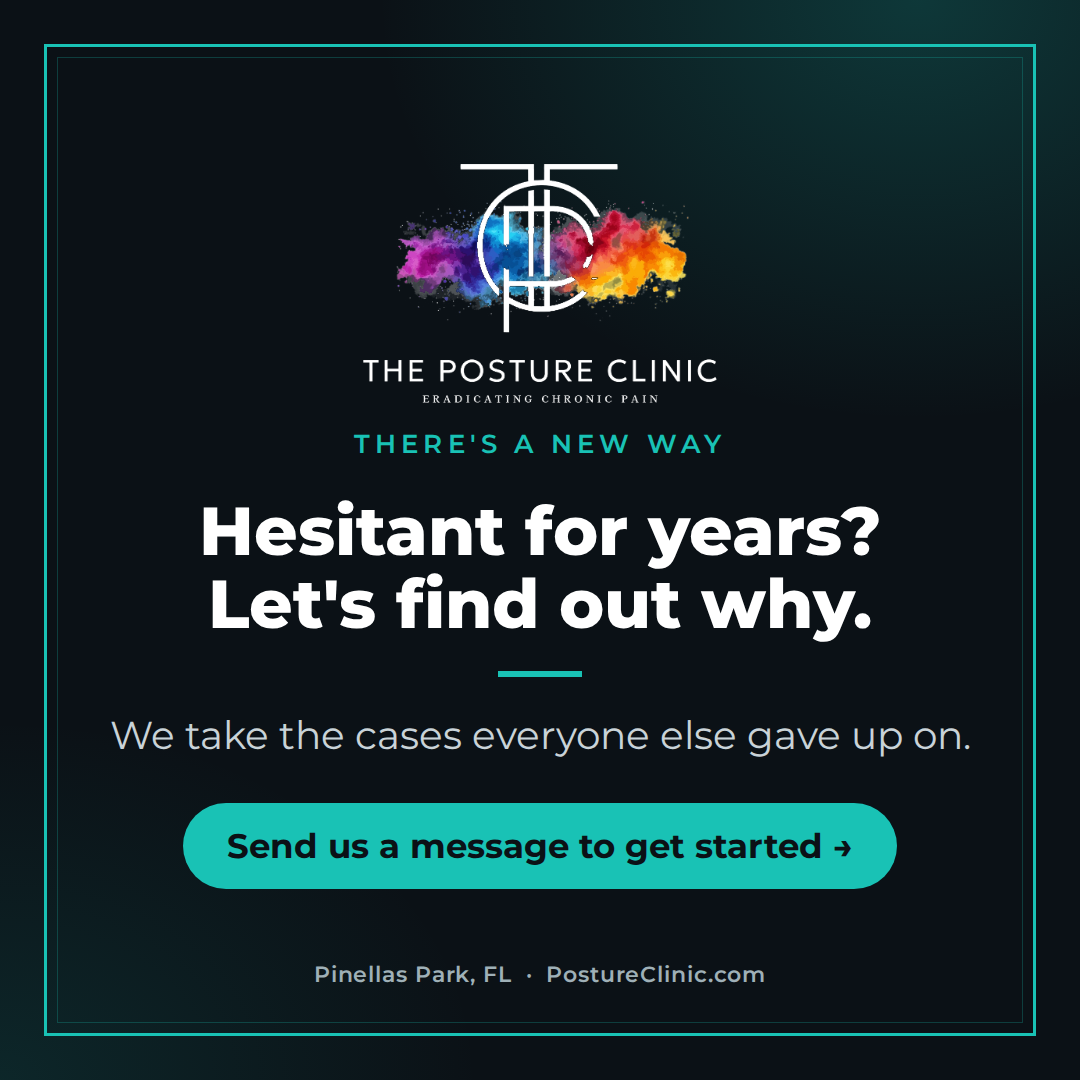 THE POSTURE CLINIC
ERADICATING CHRONIC PAIN
THERE'S A NEW WAY
Hesitant for years?
Let's find out why.
We take the cases everyone else gave up on.
Send us a message to get started →
Pinellas Park, FL · PostureClinic.com